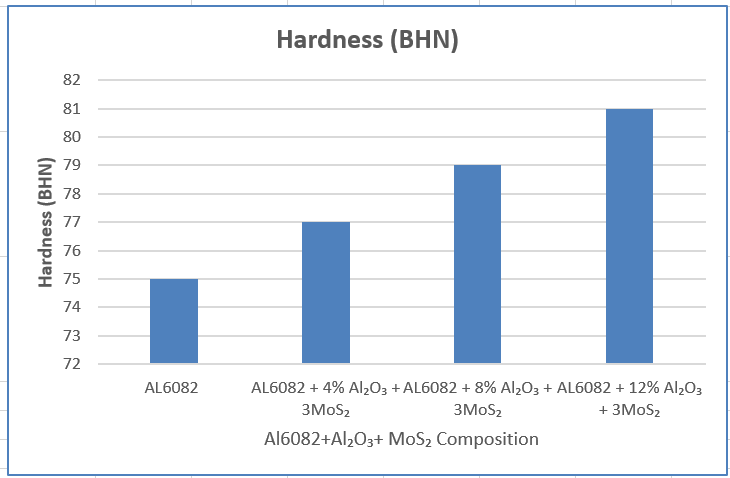 Hardness (BHN)
82
81
80
79
78
77
76
75
74
73
72
Hardness (BHN)
AL6082
AL6082 + 4% Al₂O₃ +
3MoS₂
AL6082 + 8% Al₂O₃ +
3MoS₂
AL6082 + 12% Al₂O₃
+ 3MoS₂
Al6082+Al₂O₃+ MoS₂ Composition